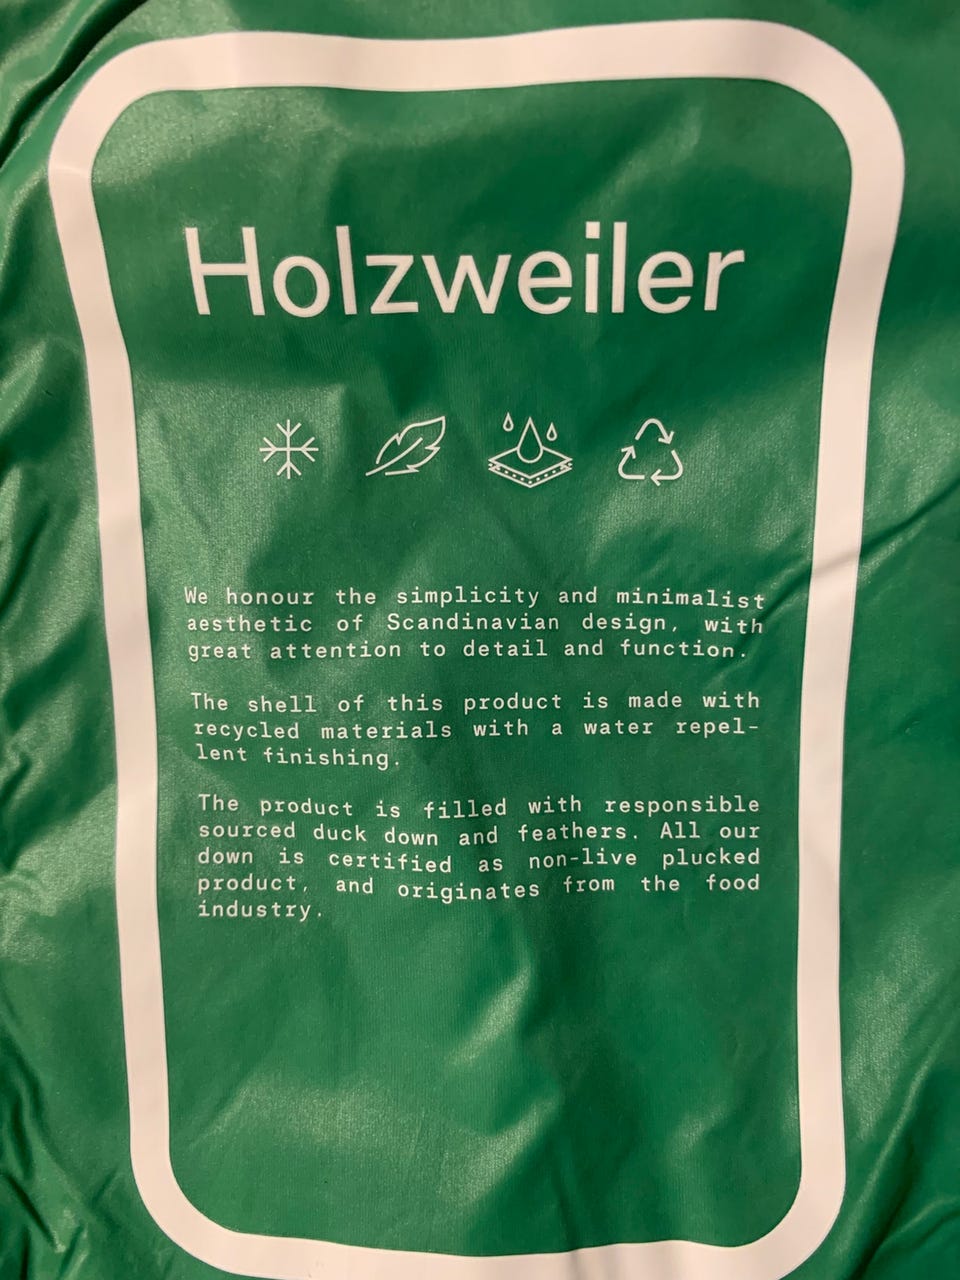 Holzweiler
We honour the simplicity and minimalist
aesthetic of Scandinavian design, with
great attention to detail and function.
The shell of this product is made with
recycled materials with a water repel-
lent finishing.
The product is filled with responsible
sourced duck down and feathers. All our
down is certified as non-live plucked
product, and originates from the food
industry.